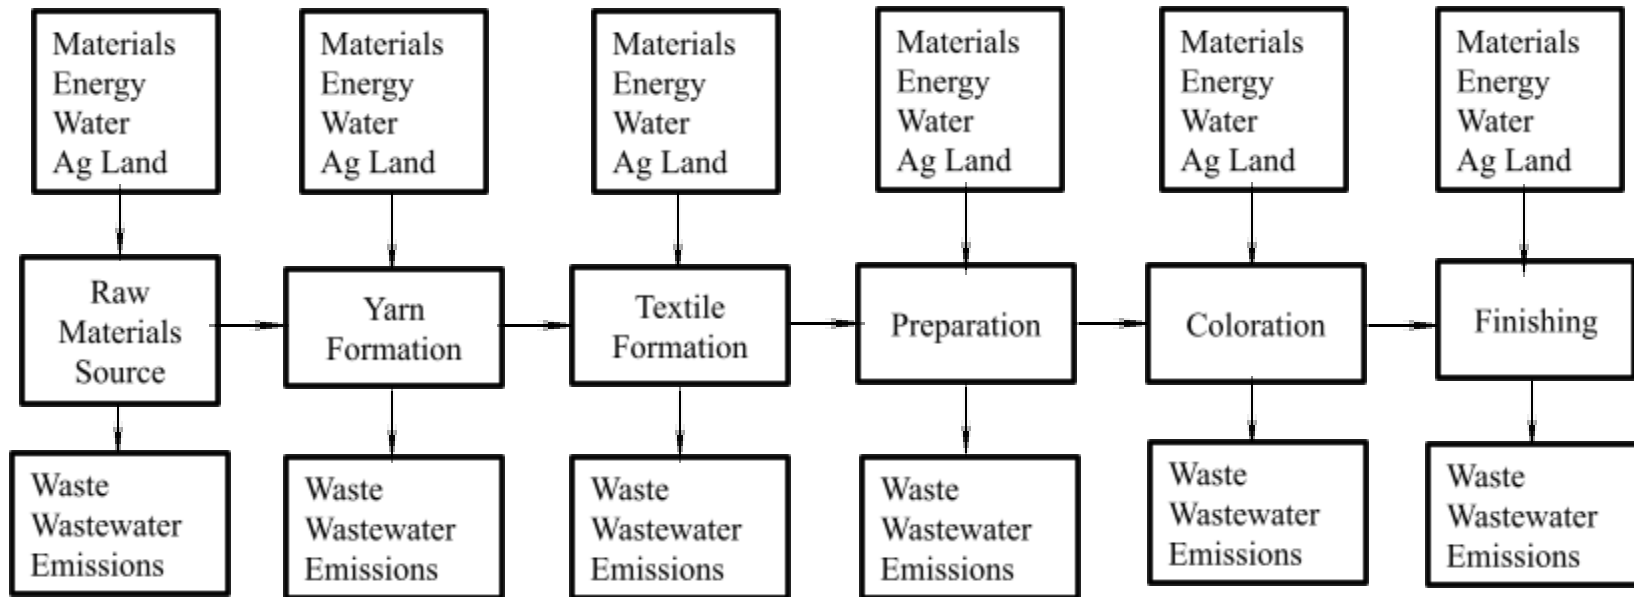 Materials
Energy
Water
Ag Land
Materials
Energy
Water
Ag Land
Materials
Energy
Water
Ag Land
Materials
Energy
Water
Ag Land
Materials
Energy
Water
Ag Land
Materials
Energy
Water
Ag Land
Raw
Materials
Source
Yarn
Formation
Textile
Formation
Preparation
Coloration
Finishing
Waste
Wastewater
Emissions
Waste
Wastewater
Emissions
Waste
Wastewater
Emissions
Waste
Wastewater
Emissions
Waste
Wastewater
Emissions
Waste
Wastewater
Emissions